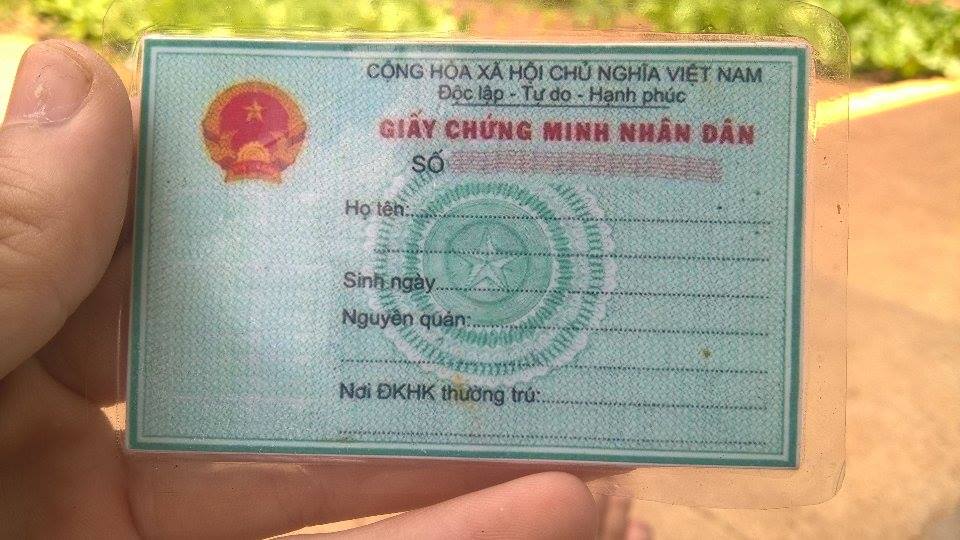 CỘNG HÒA XÃ HỘI CHỦ NGHĨA VIỆT NAM
Độc lập - Tự do - Hạnh phúc
GIẤY CHỨNG MINH NHÂN DÂN
SỐ
Họ tên:
Sinh ngày
Nguyên quán:
Nơi ĐKHK thường trú: